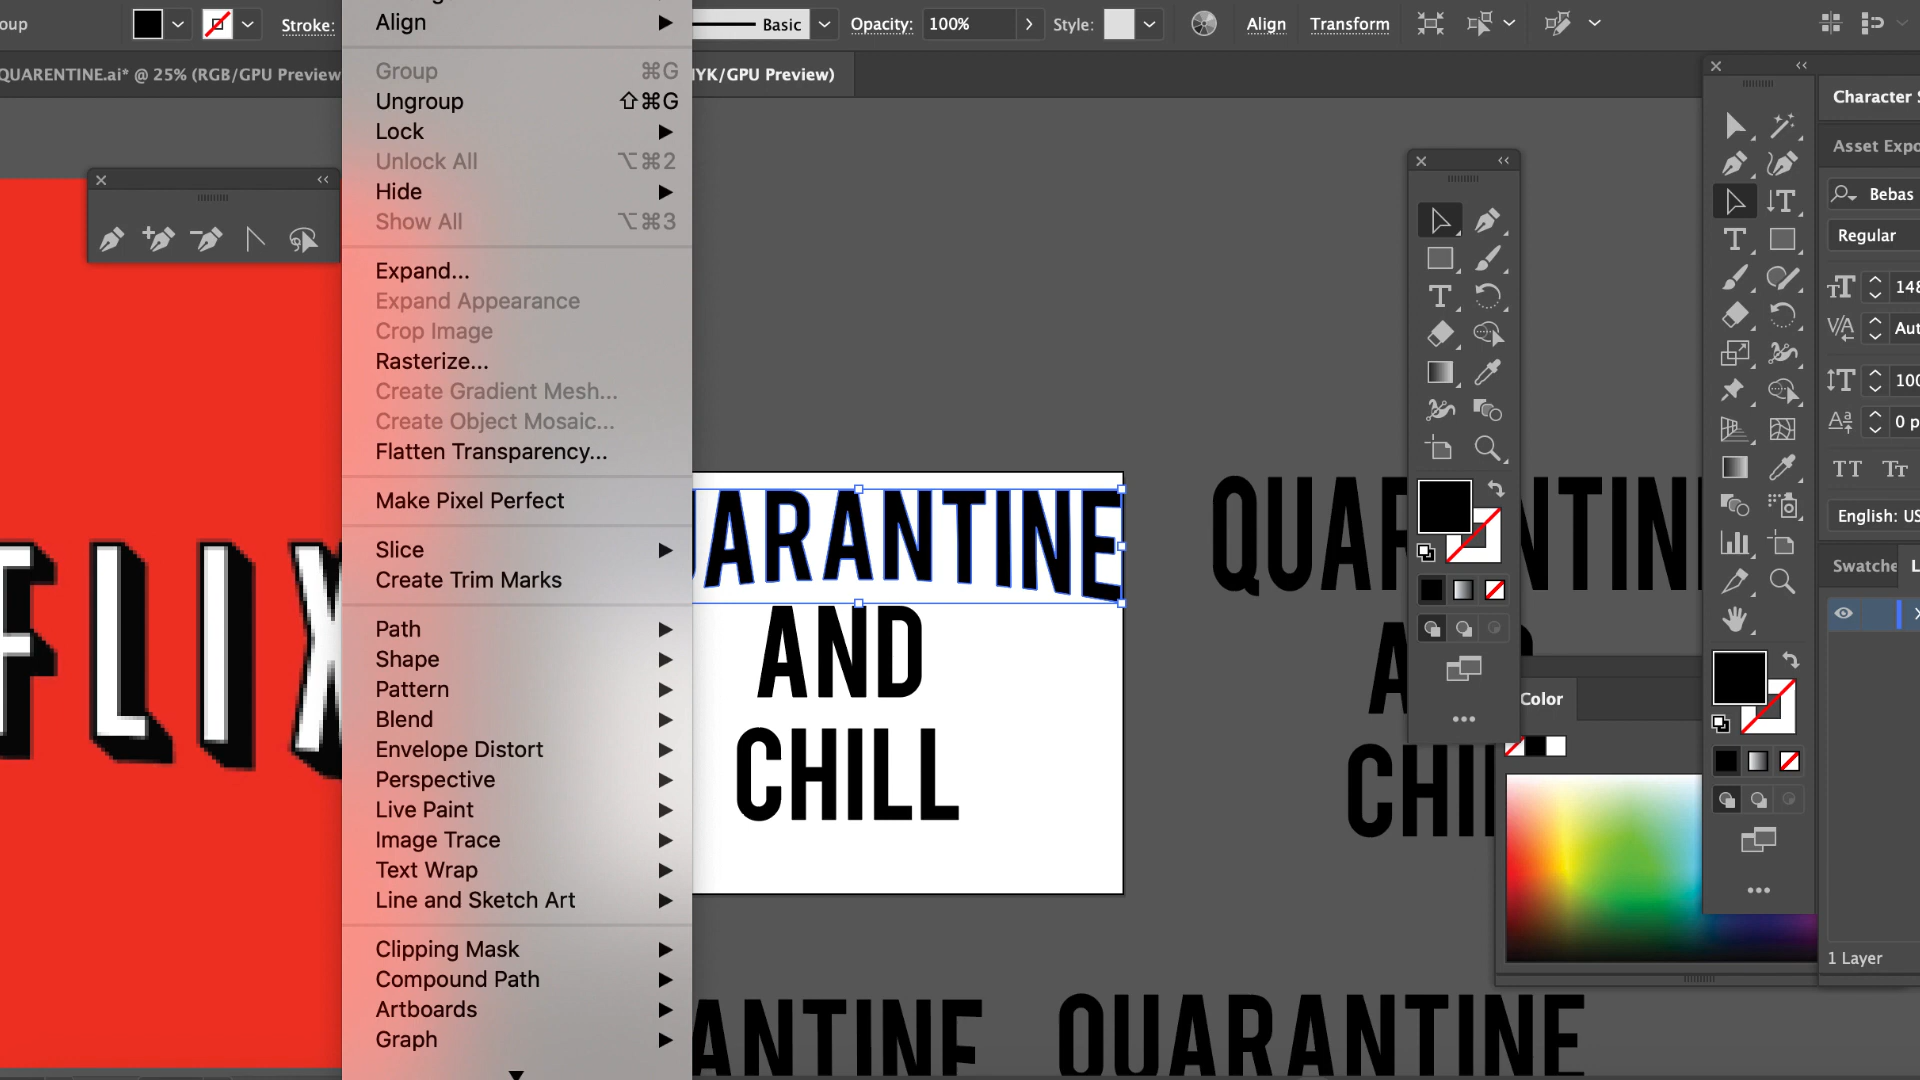 oup
Stroke:
Basic
Opacity:
100%
Style:
Align
Transform
QUARENTINE.ai* @ 25% (RGB/GPU Preview
MYK/GPU Preview)
Align
Group ⌘G
Ungroup ⇧⌘G
Lock
Unlock All ⌥⌘2
Hide
Show All ⌥⌘3
Expand...
Expand Appearance
Crop Image
Rasterize...
Create Gradient Mesh...
Create Object Mosaic...
Flatten Transparency...
Make Pixel Perfect
Slice
Create Trim Marks
Path
Shape
Pattern
Blend
Envelope Distort
Perspective
Live Paint
Image Trace
Text Wrap
Line and Sketch Art
Clipping Mask
Compound Path
Artboards
Graph
FLIX
UARANTINE
AND
CHILL
QUARANTINE
CHIL
ANTINE
QUARANTINE
Color
Character S
Asset Expo
Bebas
Regular
148
Aut
100
0 p
English: US
Swatche
L
1 Layer